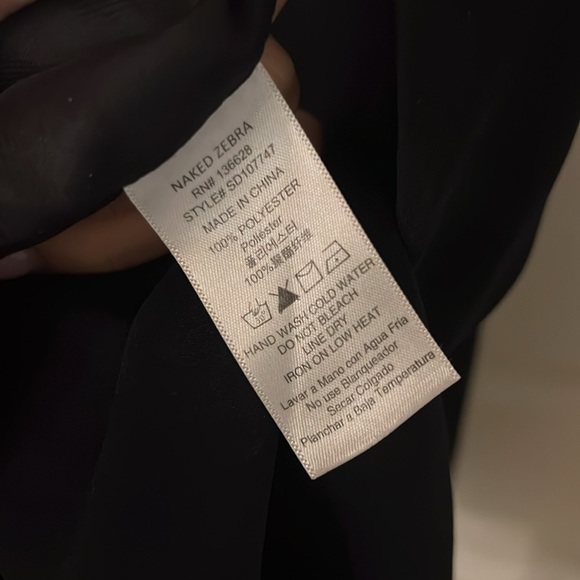 NAKED ZEBRA
RN# 136628
STYLE# SD107747
MADE IN CHINA
100% POLYESTER
Poliéster
폴리에스터
100%聚酯纤维
30°
HAND WASH COLD WATER
DO NOT BLEACH
LINE DRY
IRON ON LOW HEAT
Lavar a Mano con Agua Fria
No use Blanqueador
Secar Colgado
Planchar a Baja Temperatura